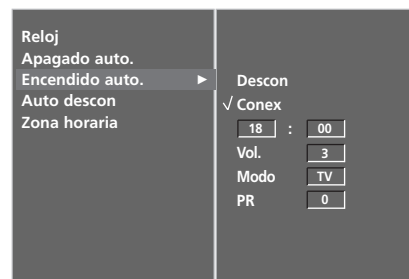 Reloj
Apagado auto.
Encendido auto. ►
Auto descon
Zona horaria
Descon
√ Conex
18 : 00
Vol. 3
Modo TV
PR 0